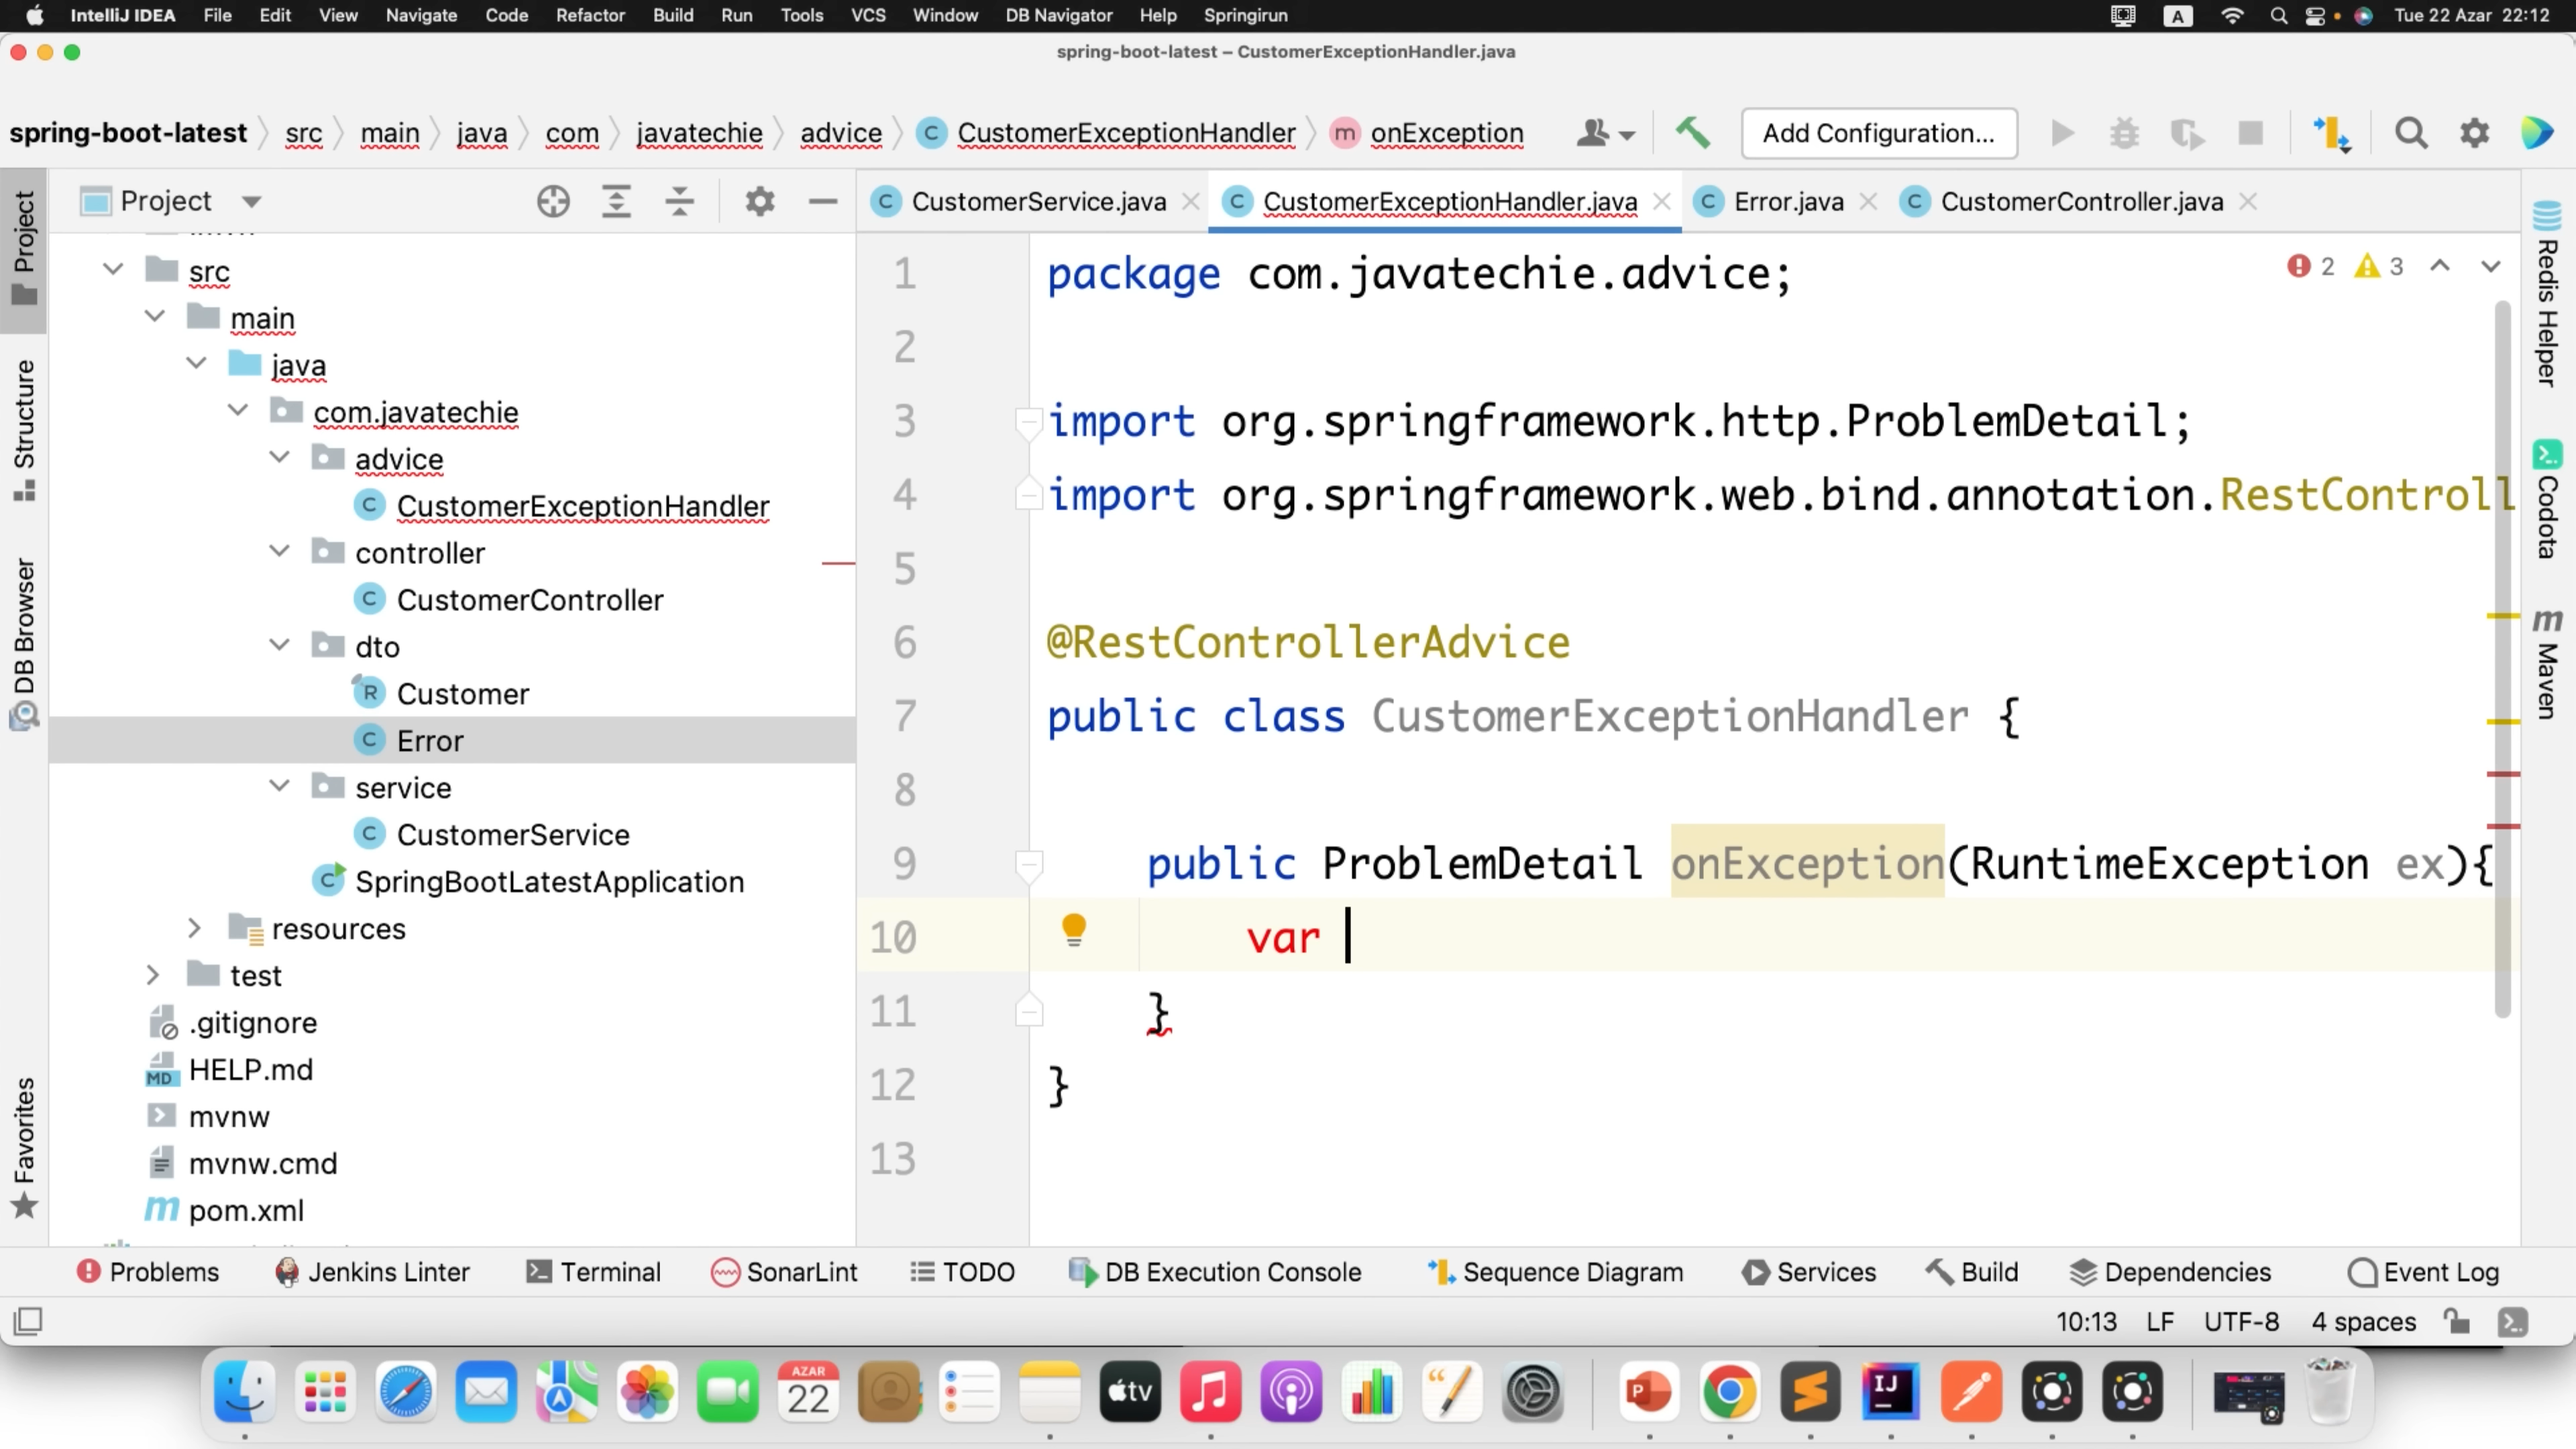 IntelliJ IDEA File Edit View Navigate Code Refactor Build Run Tools VCS Window DB Navigator Help Springirun A Tue 22 Azar 22:12
spring-boot-latest – CustomerExceptionHandler.java
spring-boot-latest src main java com javatechie advice C CustomerExceptionHandler m onException Add Configuration...
Project
Structure
DB Browser
Favorites
Project
src
main
java
com.javatechie
advice
C CustomerExceptionHandler
controller
C CustomerController
dto
R Customer
C Error
service
C CustomerService
C SpringBootLatestApplication
resources
test
.gitignore
MD HELP.md
mvnw
mvnw.cmd
m pom.xml
C CustomerService.java C CustomerExceptionHandler.java C Error.java C CustomerController.java
2 3
1 package com.javatechie.advice;
2
3 import org.springframework.http.ProblemDetail;
4 import org.springframework.web.bind.annotation.RestControll
5
6 @RestControllerAdvice
7 public class CustomerExceptionHandler {
8
9 public ProblemDetail onException(RuntimeException ex){
10 var
11 }
12 }
13
Redis Helper
Codota
m Maven
Problems Jenkins Linter Terminal SonarLint TODO DB Execution Console Sequence Diagram Services Build Dependencies Event Log
10:13 LF UTF-8 4 spaces
AZAR
22
tv
P
IJ